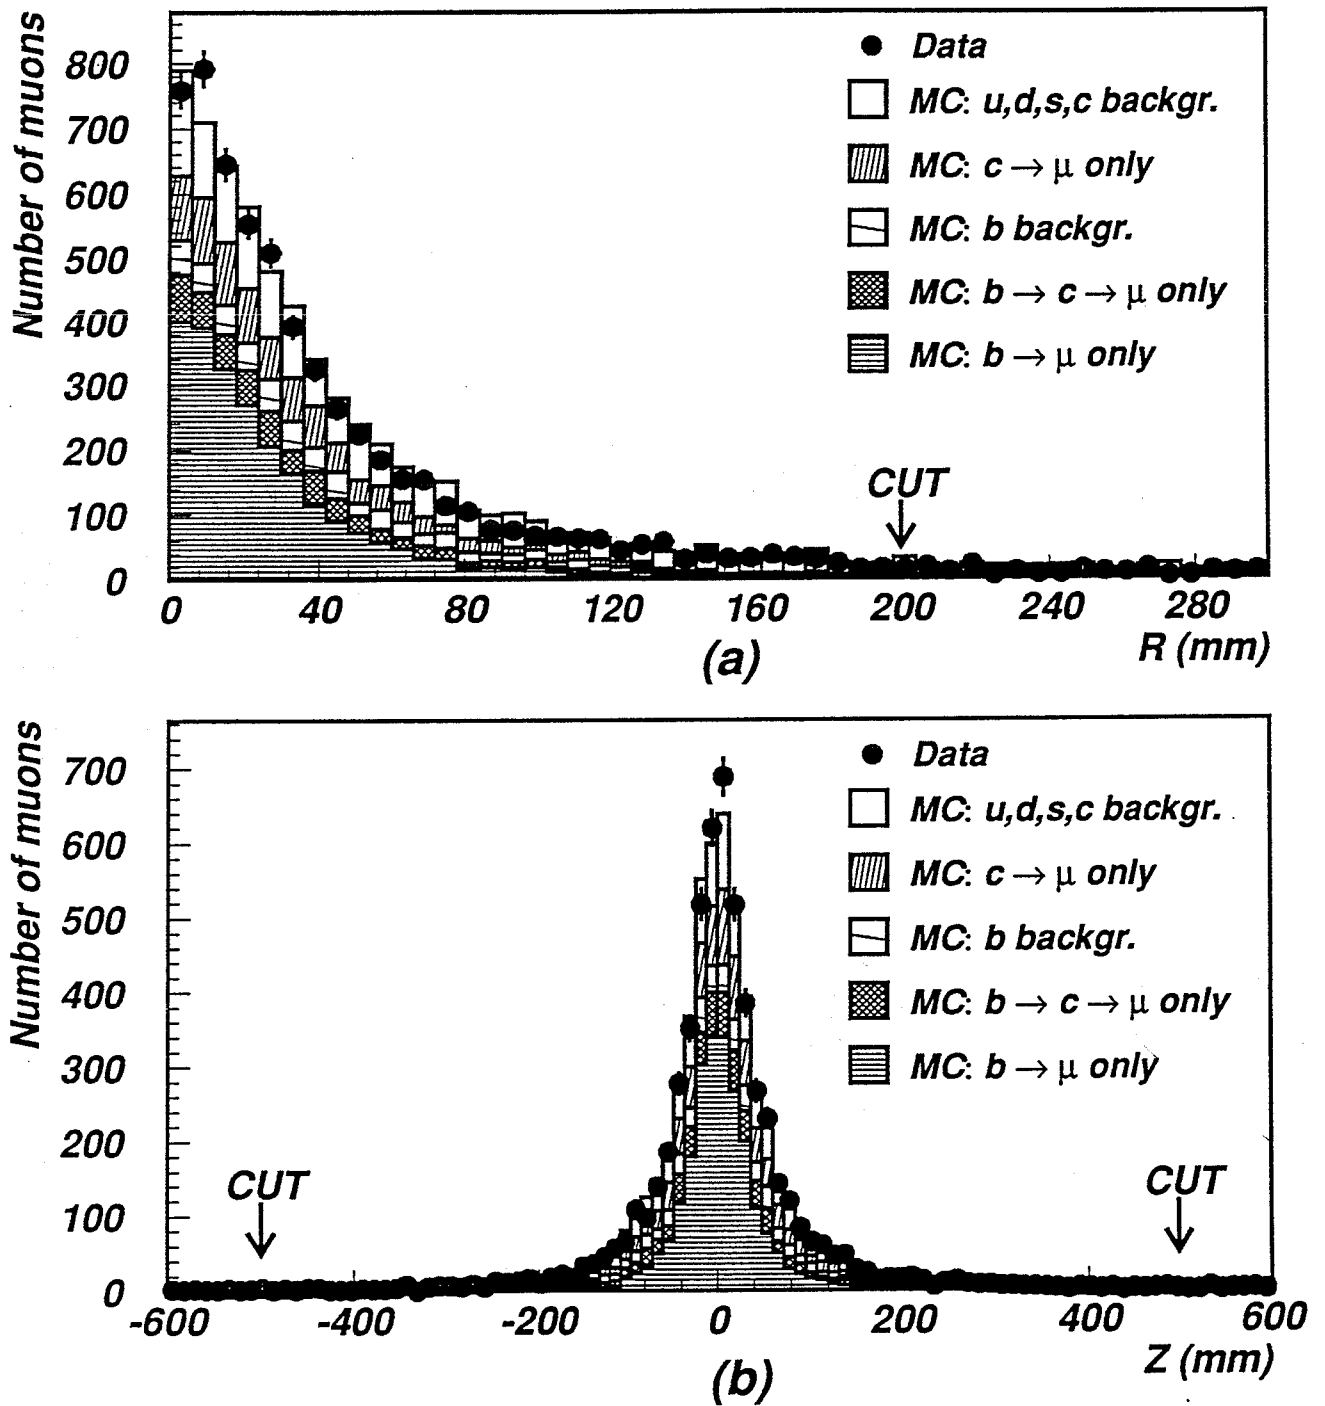 Number of muons
800
700
600
500
400
300
200
100
0
Data
MC: u,d,s,c backgr.
MC: c → μ only
MC: b backgr.
MC: b → c → μ only
MC: b → μ only
CUT
0 40 80 120 160 200 240 280
R (mm)
(a)
Number of muons
700
600
500
400
300
200
100
0
Data
MC: u,d,s,c backgr.
MC: c → μ only
MC: b backgr.
MC: b → c → μ only
MC: b → μ only
CUT
CUT
-600 -400 -200 0 200 400 600
Z (mm)
(b)